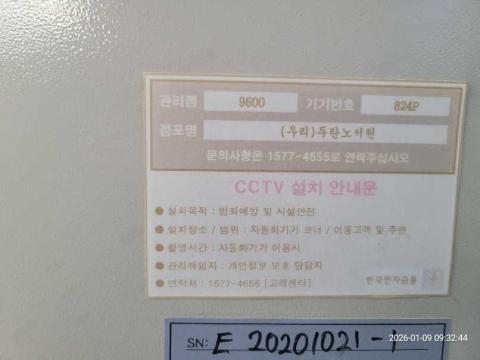 관리점 9600 기기번호 824P
점포명 (우리)두란노서원
문의사항은 1577-4655로 연락주십시오
CCTV 설치 안내문
● 설치목적 : 범죄예방 및 시설안전
● 설치장소 / 범위 : 자동화기기 코너 / 이용고객 및 주변
● 촬영시간 : 자동화기기 이용시
● 관리책임자 : 개인정보 보호 담당자
● 연락처 : 1577-4655 [고객센터]
한국전자금융
SN: E 20201021-1
2026-01-09 09:32:44